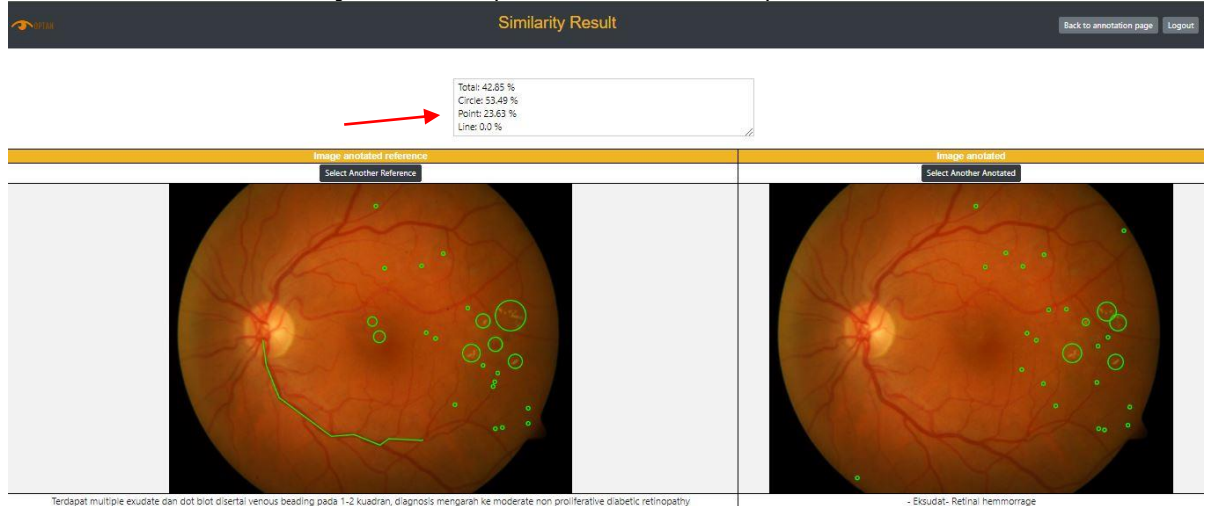 OPTAN
Similarity Result
Back to annotation page
Logout
Total: 42.85 %
Circle: 53.49 %
Point: 23.63 %
Line: 0.0 %
Image anotated reference
Image anotated
Select Another Reference
Select Another Anotated
Terdapat multiple exudate dan dot blot disertai venous beading pada 1-2 kuadran, diagnosis mengarah ke moderate non proliferative diabetic retinopathy
- Eksudat- Retinal hemmorrage